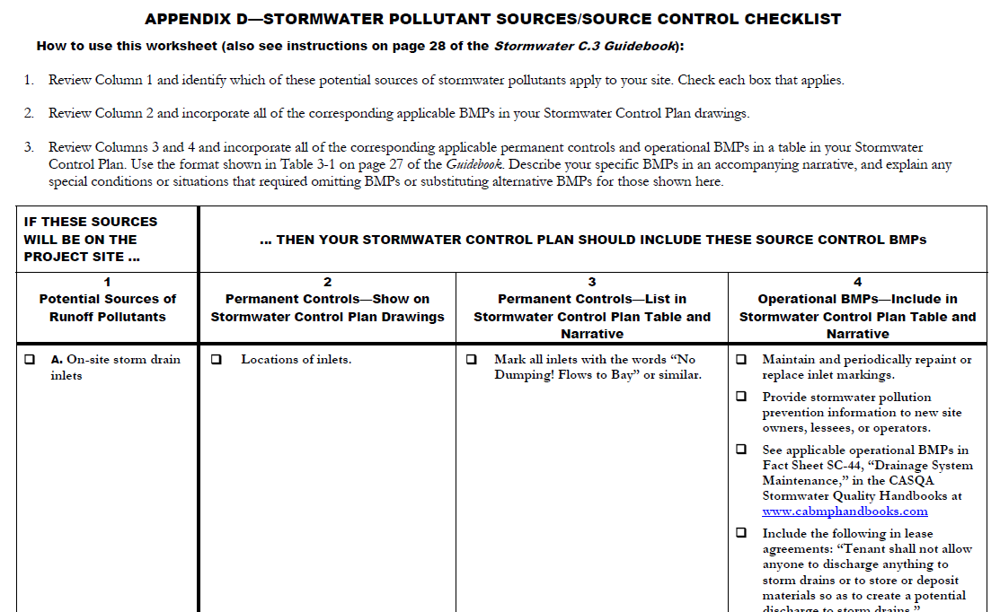 APPENDIX D—STORMWATER POLLUTANT SOURCES/SOURCE CONTROL CHECKLIST
How to use this worksheet (also see instructions on page 28 of the Stormwater C.3 Guidebook):
1. Review Column 1 and identify which of these potential sources of stormwater pollutants apply to your site. Check each box that applies.
2. Review Column 2 and incorporate all of the corresponding applicable BMPs in your Stormwater Control Plan drawings.
3. Review Columns 3 and 4 and incorporate all of the corresponding applicable permanent controls and operational BMPs in a table in your Stormwater
Control Plan. Use the format shown in Table 3-1 on page 27 of the Guidebook. Describe your specific BMPs in an accompanying narrative, and explain any
special conditions or situations that required omitting BMPs or substituting alternative BMPs for those shown here.
IF THESE SOURCES
WILL BE ON THE
PROJECT SITE ...
... THEN YOUR STORMWATER CONTROL PLAN SHOULD INCLUDE THESE SOURCE CONTROL BMPs
1
Potential Sources of
Runoff Pollutants
2
Permanent Controls—Show on
Stormwater Control Plan Drawings
3
Permanent Controls—List in
Stormwater Control Plan Table and
Narrative
4
Operational BMPs—Include in
Stormwater Control Plan Table and
Narrative
❑ A. On-site storm drain
inlets
❑ Locations of inlets.
❑ Mark all inlets with the words “No
Dumping! Flows to Bay” or similar.
❑ Maintain and periodically repaint or
replace inlet markings.
❑ Provide stormwater pollution
prevention information to new site
owners, lessees, or operators.
❑ See applicable operational BMPs in
Fact Sheet SC-44, “Drainage System
Maintenance,” in the CASQA
Stormwater Quality Handbooks at
www.cabmphandbooks.com
❑ Include the following in lease
agreements: “Tenant shall not allow
anyone to discharge anything to
storm drains or to store or deposit
materials so as to create a potential
discharge to storm drains.”